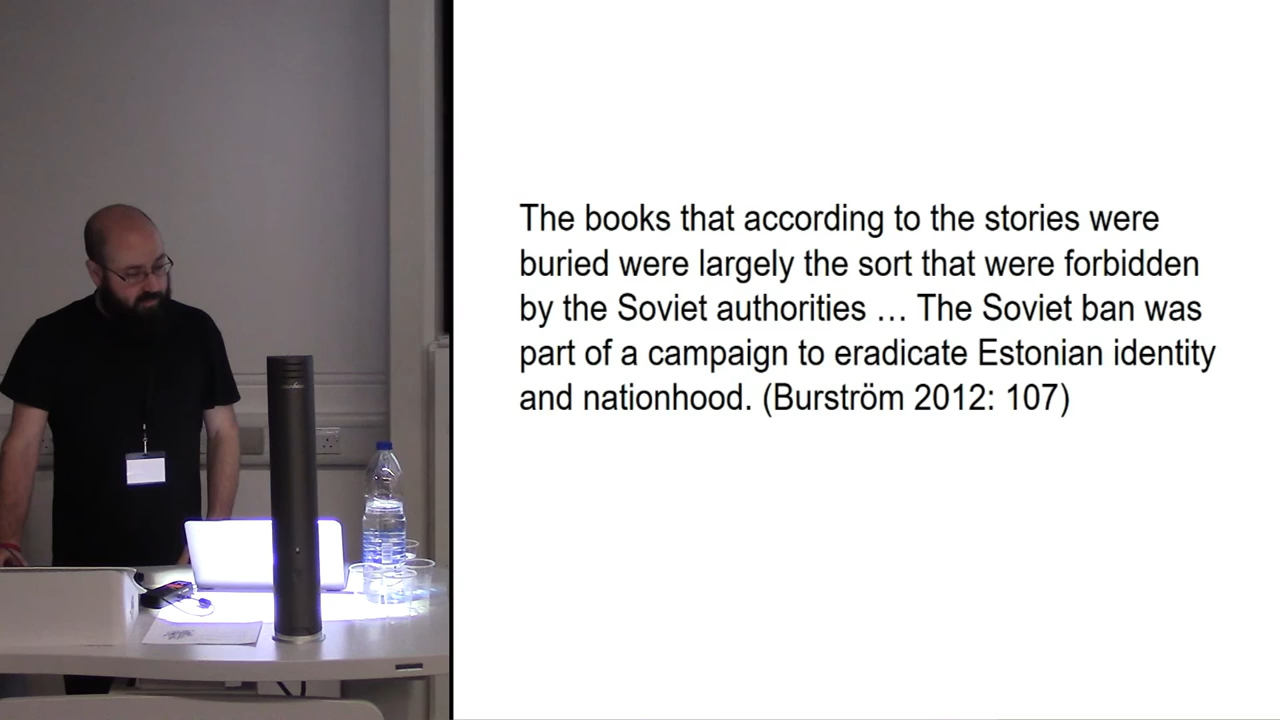 The books that according to the stories were
buried were largely the sort that were forbidden
by the Soviet authorities … The Soviet ban was
part of a campaign to eradicate Estonian identity
and nationhood. (Burström 2012: 107)